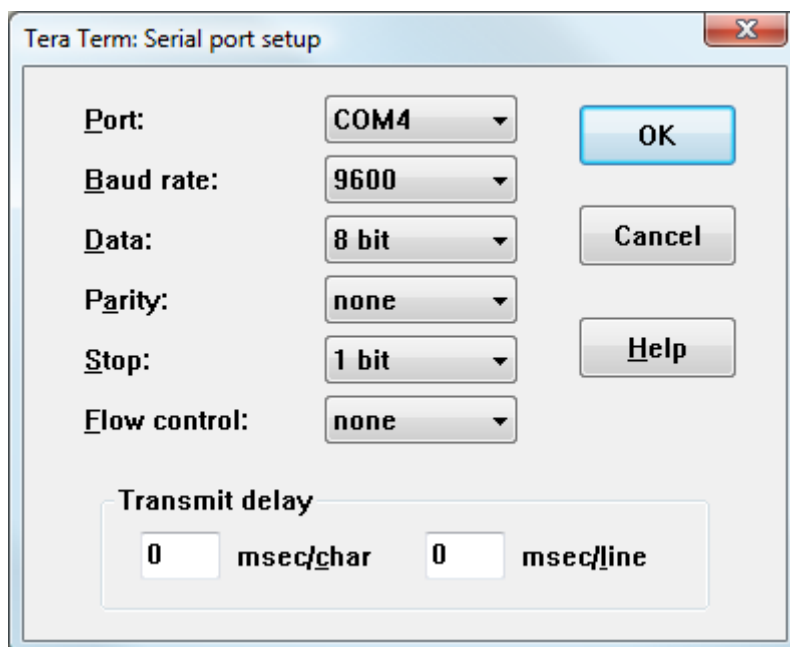 Tera Term: Serial port setup
Port: COM4 OK
Baud rate: 9600
Data: 8 bit Cancel
Parity: none
Stop: 1 bit Help
Flow control: none
Transmit delay
0 msec/char 0 msec/line